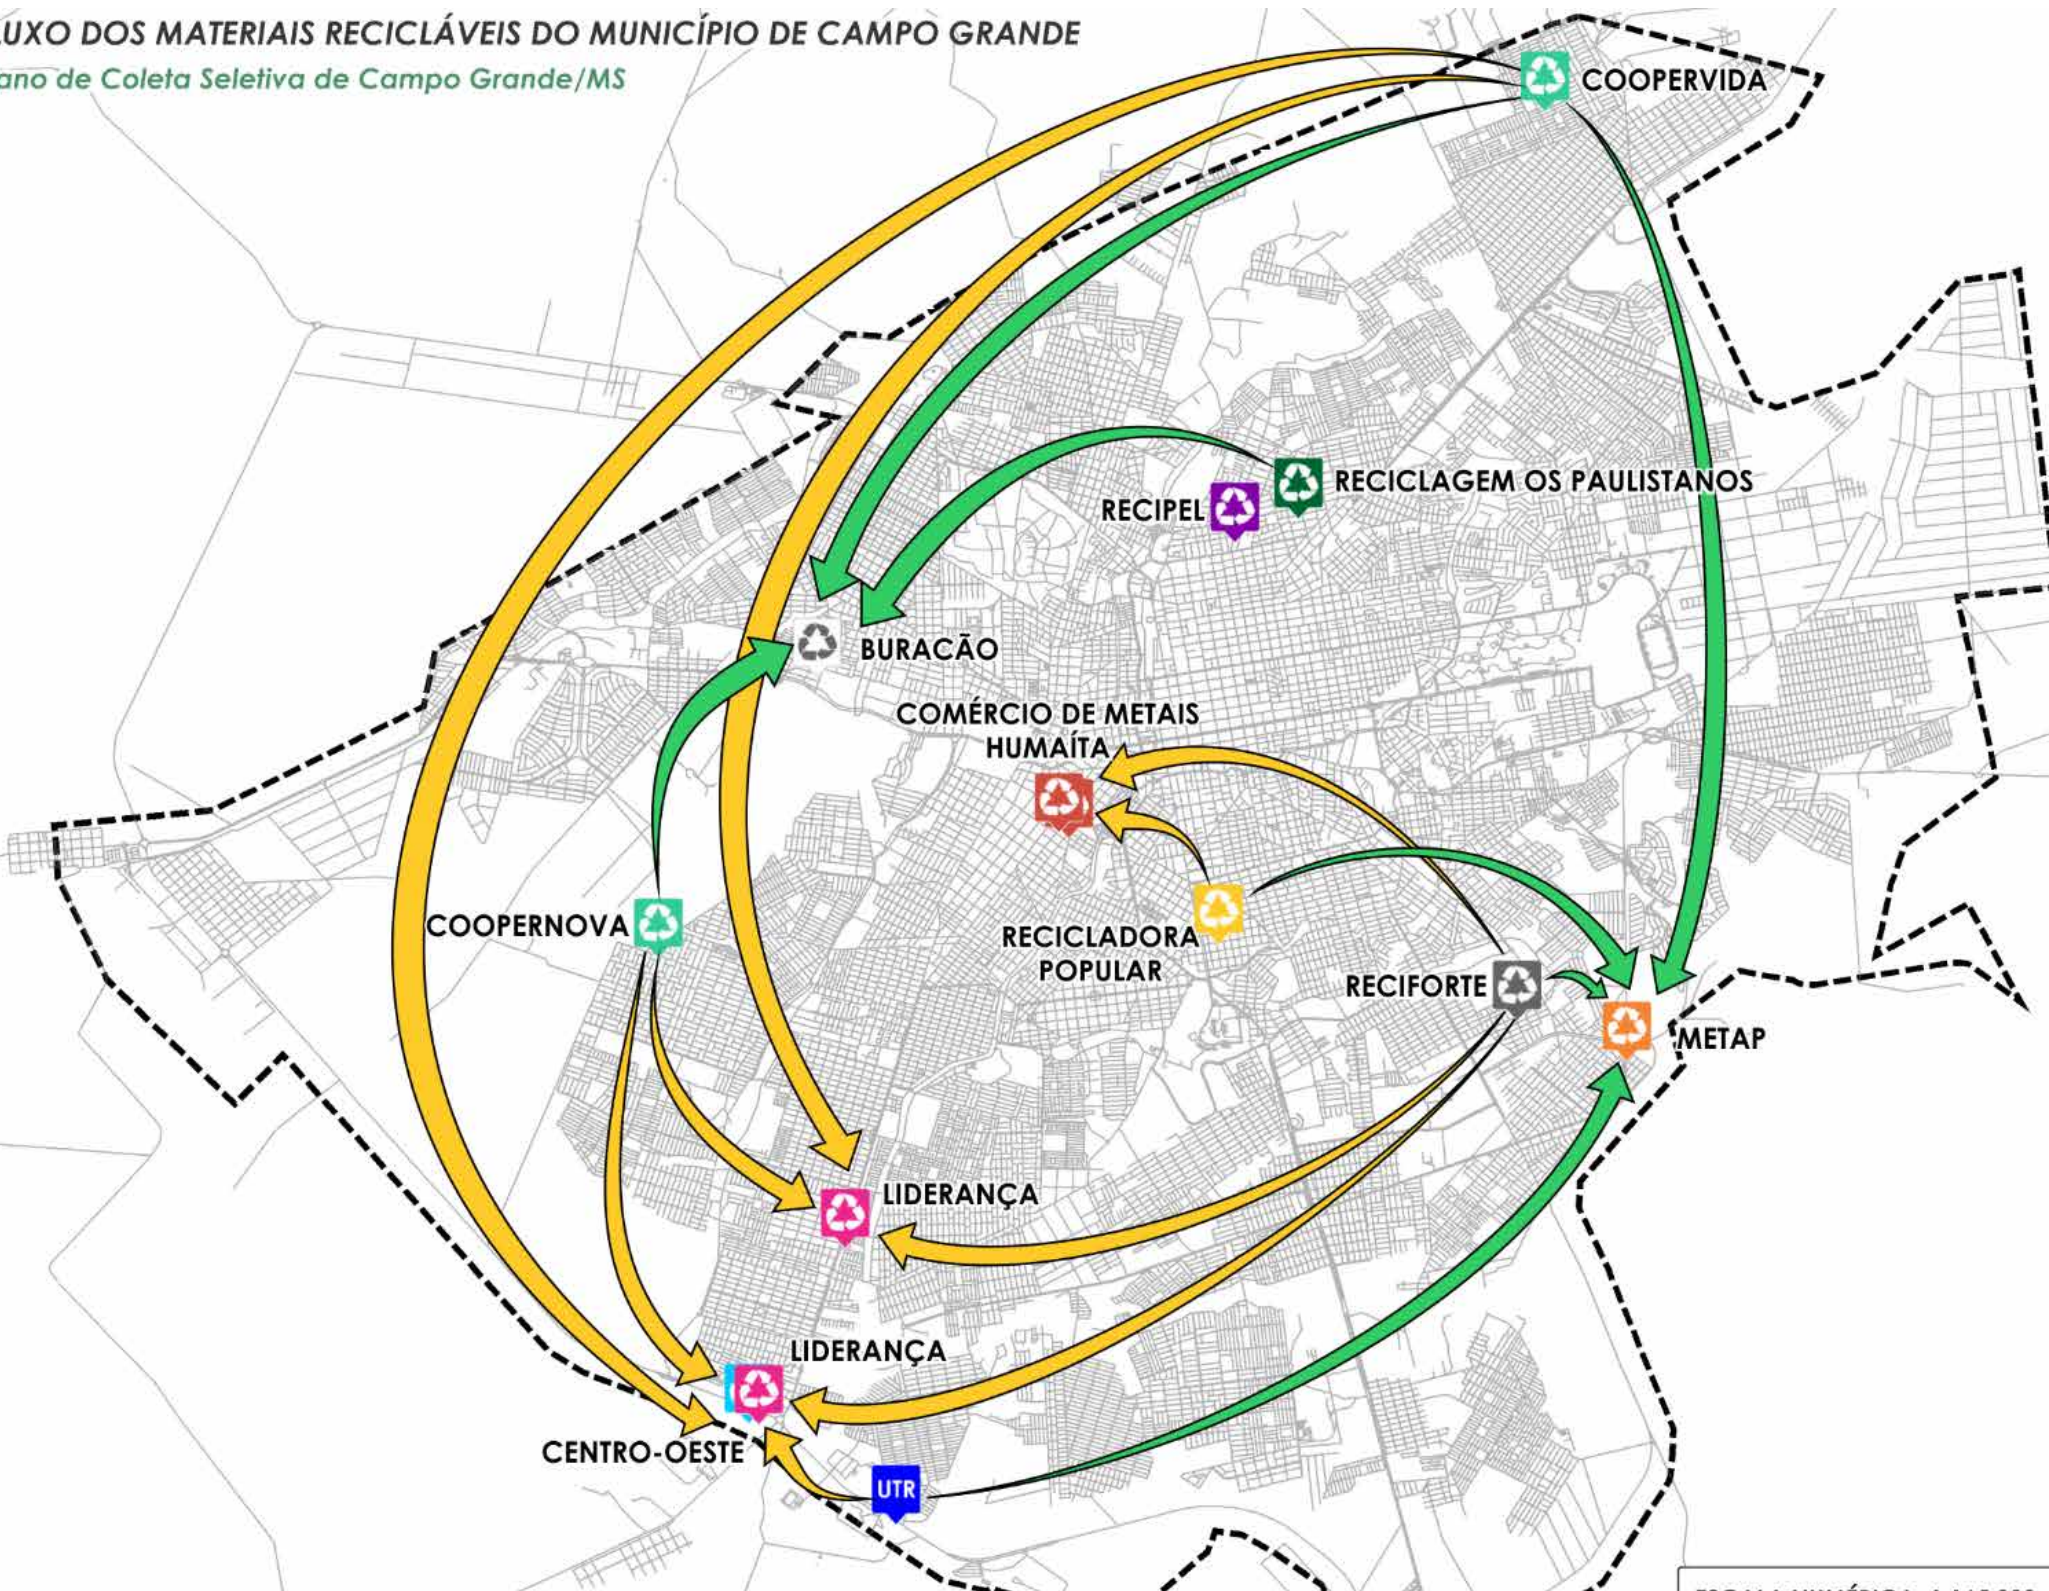 LUXO DOS MATERIAIS RECICLÁVEIS DO MUNICÍPIO DE CAMPO GRANDE
ano de Coleta Seletiva de Campo Grande/MS
COOPERVIDA
RECICLAGEM OS PAULISTANOS
RECIPEL
BURACÃO
COMÉRCIO DE METAIS
HUMAÍTA
COOPERNOVA
RECICLADORA
POPULAR
RECIFORTE
METAP
LIDERANÇA
LIDERANÇA
CENTRO-OESTE
UTR